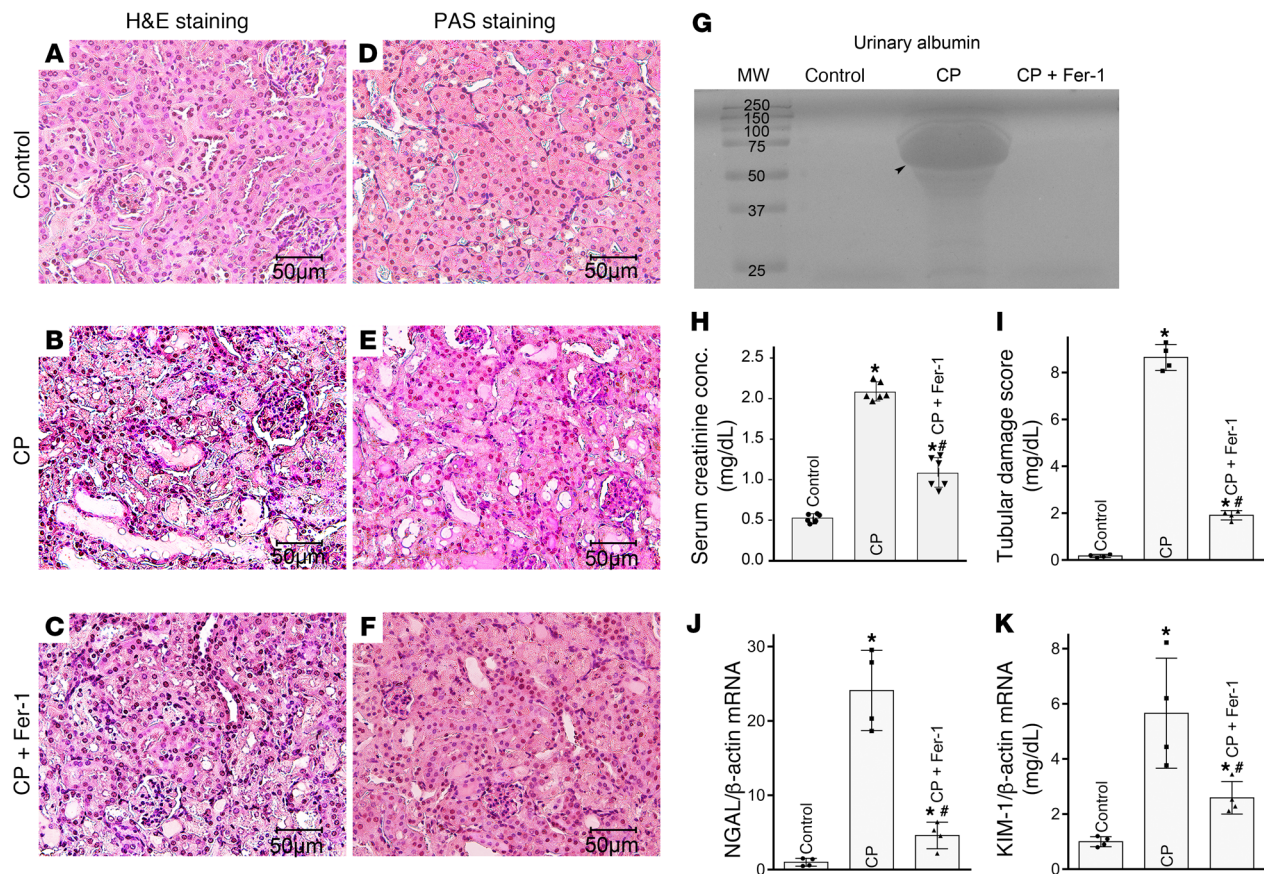 H&E staining
PAS staining
G
A
D
Control
50µm
50µm
Urinary albumin
MW
Control
CP
CP + Fer-1
250
150
100
75
50
37
25
B
E
CP
50µm
50µm
C
F
CP + Fer-1
50µm
50µm
H
Serum creatinine conc.
(mg/dL)
2.5
2.0
1.5
1.0
0.5
0.0
Control
*
CP
*# CP + Fer-1
I
Tubular damage score
(mg/dL)
8
6
4
2
0
Control
*
CP
*# CP + Fer-1
J
NGAL/β-actin mRNA
30
20
10
0
Control
*
CP
*# CP + Fer-1
K
KIM-1/β-actin mRNA
(mg/dL)
8
6
4
2
0
Control
*
CP
*# CP + Fer-1